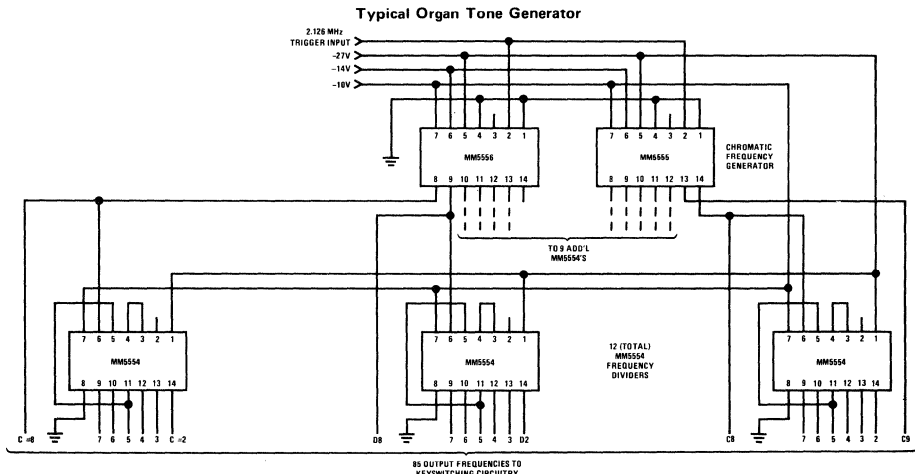 Typical Organ Tone Generator
2.126 MHz
TRIGGER INPUT
-27V
-14V
-10V
7 6 5 4 3 2 1
MM5556
8 9 10 11 12 13 14
7 6 5 4 3 2 1
MM5555
8 9 10 11 12 13 14
CHROMATIC
FREQUENCY
GENERATOR
TO 9 ADD'L
MM5554'S
7 6 5 4 3 2 1
MM5554
8 9 10 11 12 13 14
7 6 5 4 3 2 1
MM5554
8 9 10 11 12 13 14
12 (TOTAL)
MM5554
FREQUENCY
DIVIDERS
7 6 5 4 3 2 1
MM5554
8 9 10 11 12 13 14
C #8 7 6 5 4 3 C #2 D8 7 6 5 4 3 D2 C8 7 6 5 4 3 2 C9
85 OUTPUT FREQUENCIES TO
KEYSWITCHING CIRCUITRY